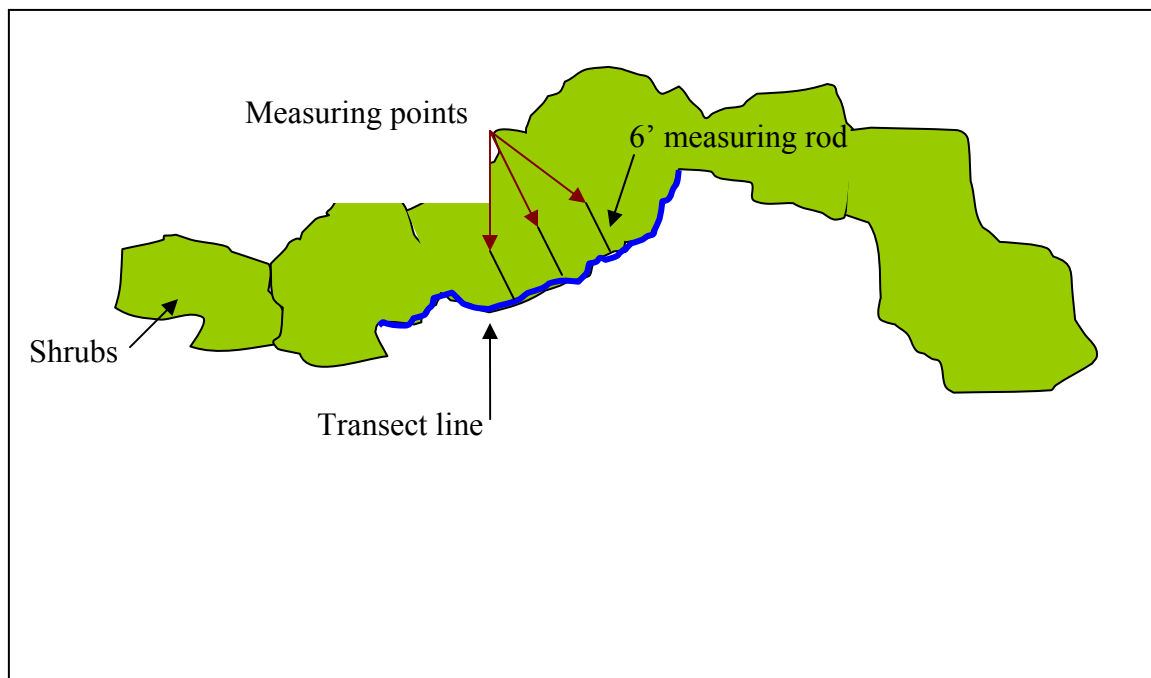 Measuring points
6’ measuring rod
Shrubs
Transect line